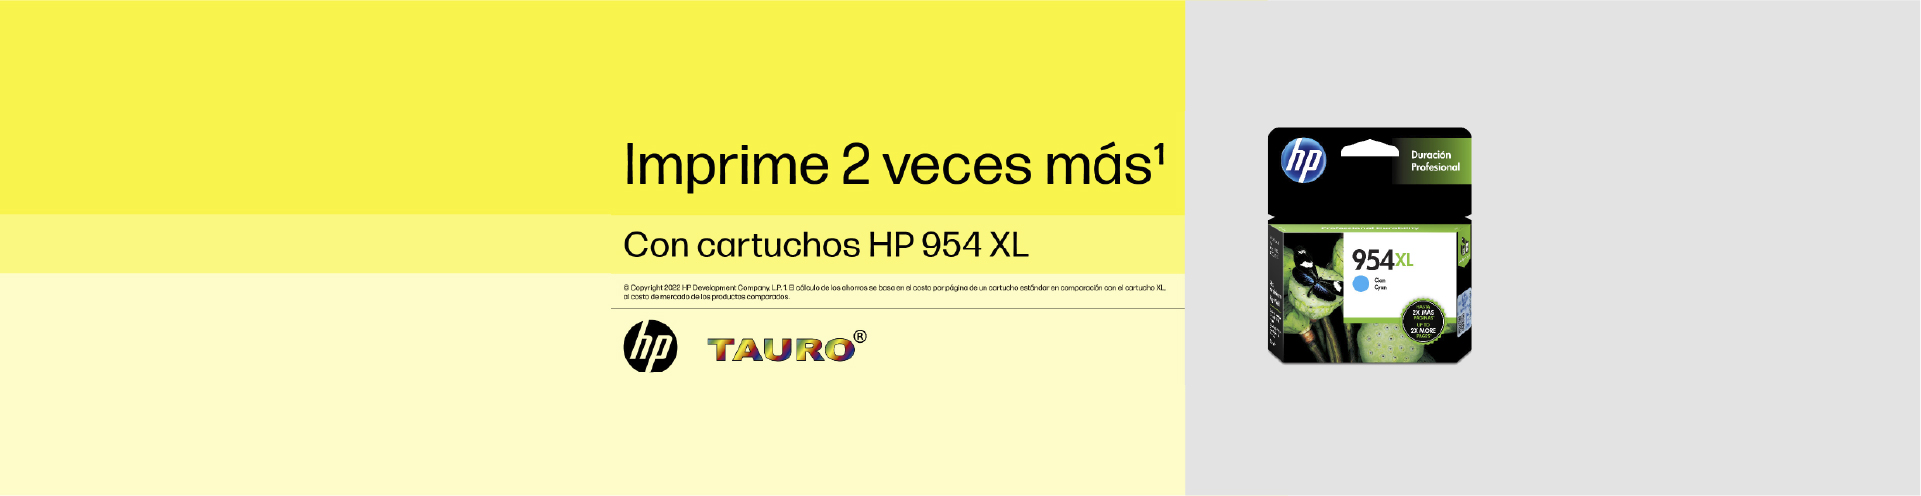 Imprime 2 veces más¹
Con cartuchos HP 954 XL
© Copyright 2022 HP Development Company, L.P. 1. El cálculo de los ahorros se basa en el costo por página de un cartucho estándar en comparación con el cartucho XL,
al costo de mercado de los productos comparados.
hp TAURO®
hp
Duración
Profesional
954XL
Cian
Cyan
HASTA
2X MÁS
PÁGINAS
UP TO
2X MORE
PAGES